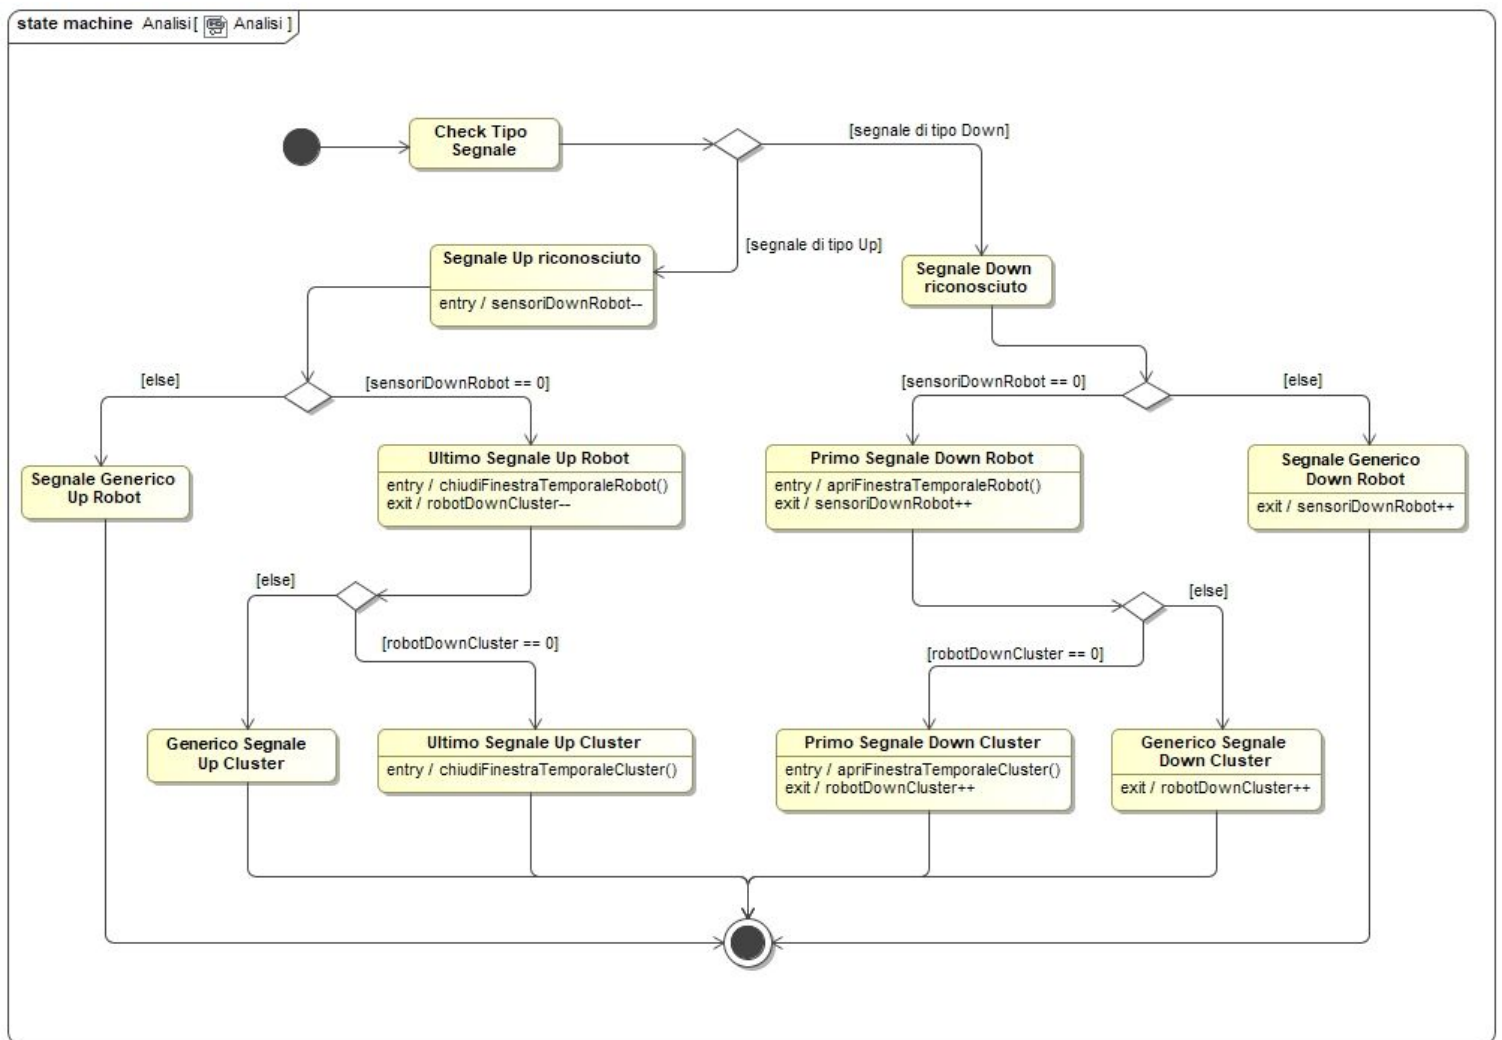 state machine Analisi[ Analisi ]
Check Tipo
Segnale
[segnale di tipo Down]
[segnale di tipo Up]
Segnale Up riconosciuto
entry / sensoriDownRobot--
Segnale Down
riconosciuto
[else]
[sensoriDownRobot == 0]
[sensoriDownRobot == 0]
[else]
Segnale Generico
Up Robot
Ultimo Segnale Up Robot
entry / chiudiFinestraTemporaleRobot()
exit / robotDownCluster--
Primo Segnale Down Robot
entry / apriFinestraTemporaleRobot()
exit / sensoriDownRobot++
Segnale Generico
Down Robot
exit / sensoriDownRobot++
[else]
[robotDownCluster == 0]
[else]
[robotDownCluster == 0]
Generico Segnale
Up Cluster
Ultimo Segnale Up Cluster
entry / chiudiFinestraTemporaleCluster()
Primo Segnale Down Cluster
entry / apriFinestraTemporaleCluster()
exit / robotDownCluster++
Generico Segnale
Down Cluster
exit / robotDownCluster++